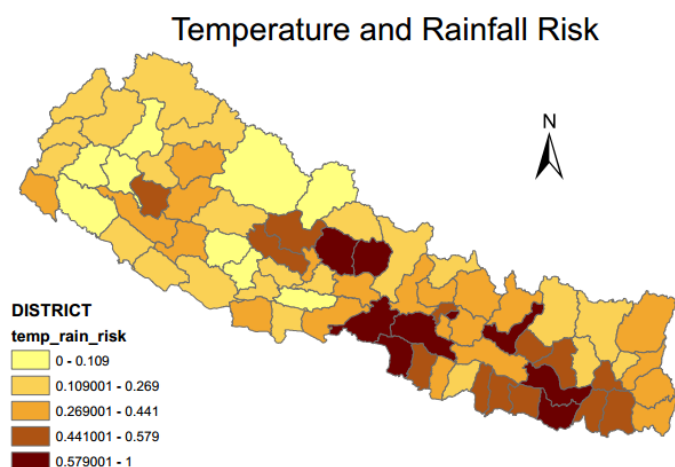 Temperature and Rainfall Risk
N
DISTRICT
temp_rain_risk
0 - 0.109
0.109001 - 0.269
0.269001 - 0.441
0.441001 - 0.579
0.579001 - 1